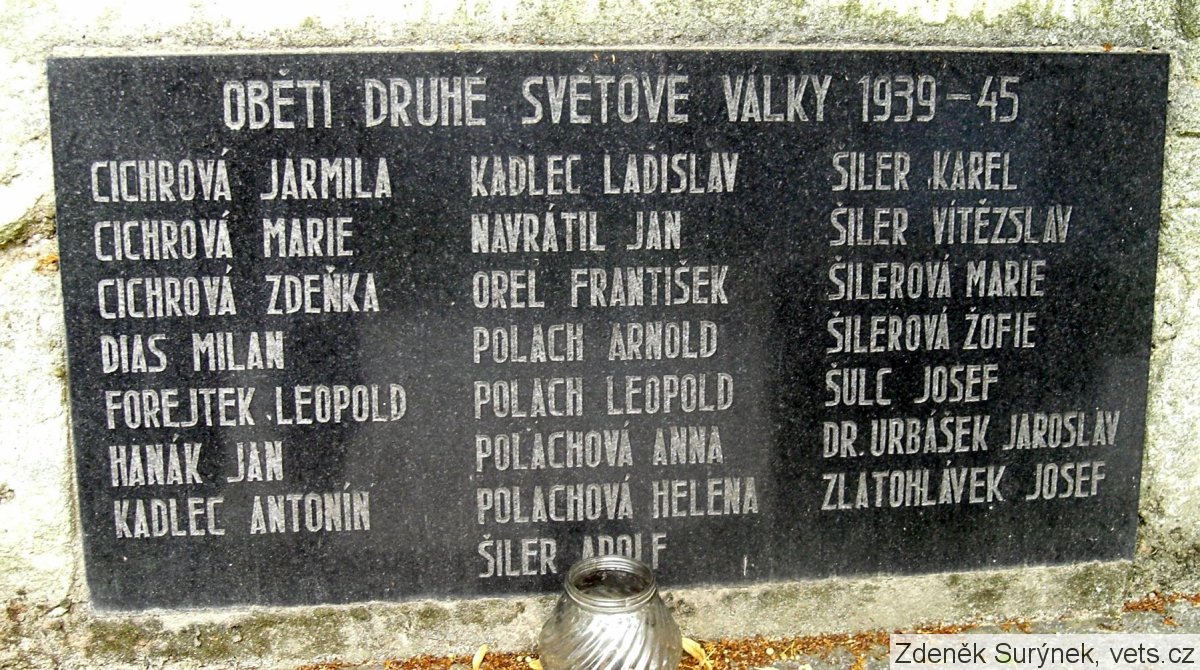 OBĚTI DRUHÉ SVĚTOVÉ VÁLKY 1939-45
CICHROVÁ JARMILA
CICHROVÁ MARIE
CICHROVÁ ZDEŇKA
DIAS MILAN
FOREJTEK LEOPOLD
HANÁK JAN
KADLEC ANTONÍN
KADLEC LADISLAV
NAVRÁTIL JAN
OREL FRANTIŠEK
POLACH ARNOLD
POLACH LEOPOLD
POLACHOVÁ ANNA
POLACHOVÁ HELENA
ŠILER ADOLF
ŠILER KAREL
ŠILER VÍTĚZSLAV
ŠILEROVÁ MARIE
ŠILEROVÁ ŽOFIE
ŠULC JOSEF
DR. URBÁŠEK JAROSLAV
ZLATOHLÁVEK JOSEF
Zdeněk Surýnek, vets.cz